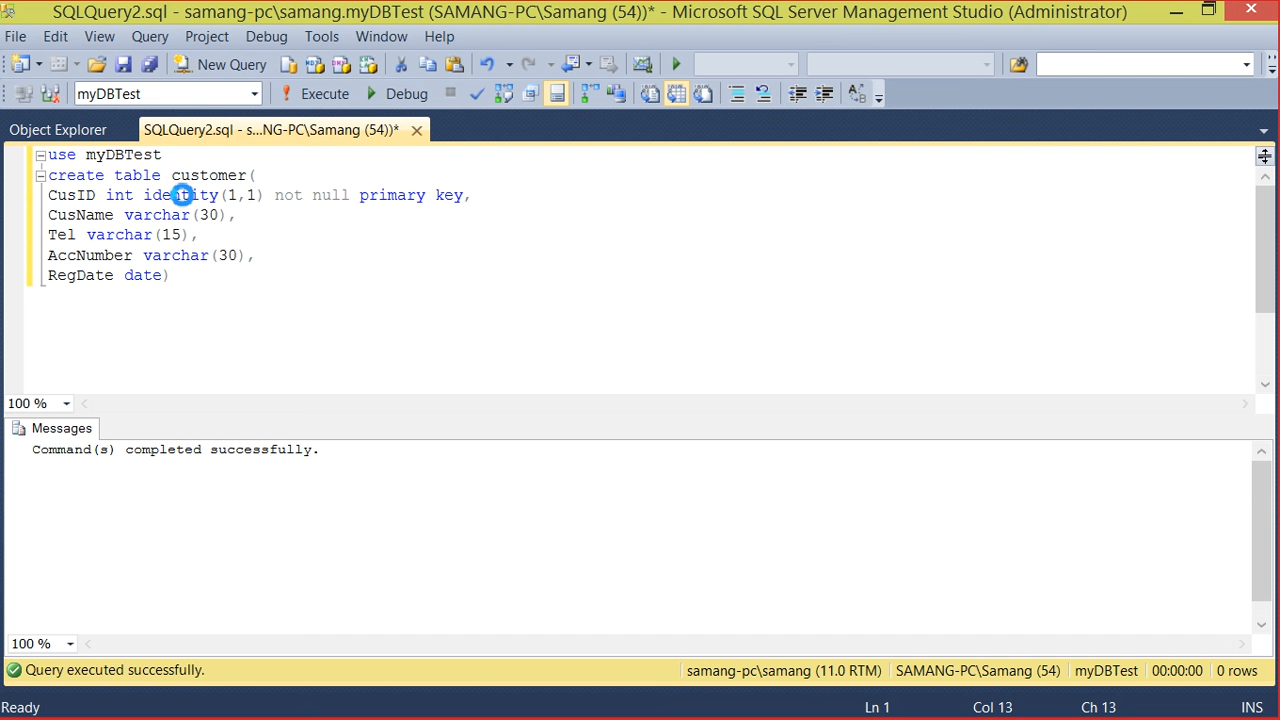 SQLQuery2.sql - samang-pc\samang.myDBTest (SAMANG-PC\Samang (54))* - Microsoft SQL Server Management Studio (Administrator)
File Edit View Query Project Debug Tools Window Help
New Query
myDBTest Execute Debug
Object Explorer SQLQuery2.sql - s...NG-PC\Samang (54))*
use myDBTest
create table customer(
CusID int identity(1,1) not null primary key,
CusName varchar(30),
Tel varchar(15),
AccNumber varchar(30),
RegDate date)
100 %
Messages
Command(s) completed successfully.
100 %
Query executed successfully. samang-pc\samang (11.0 RTM) SAMANG-PC\Samang (54) myDBTest 00:00:00 0 rows
Ready Ln 1 Col 13 Ch 13 INS